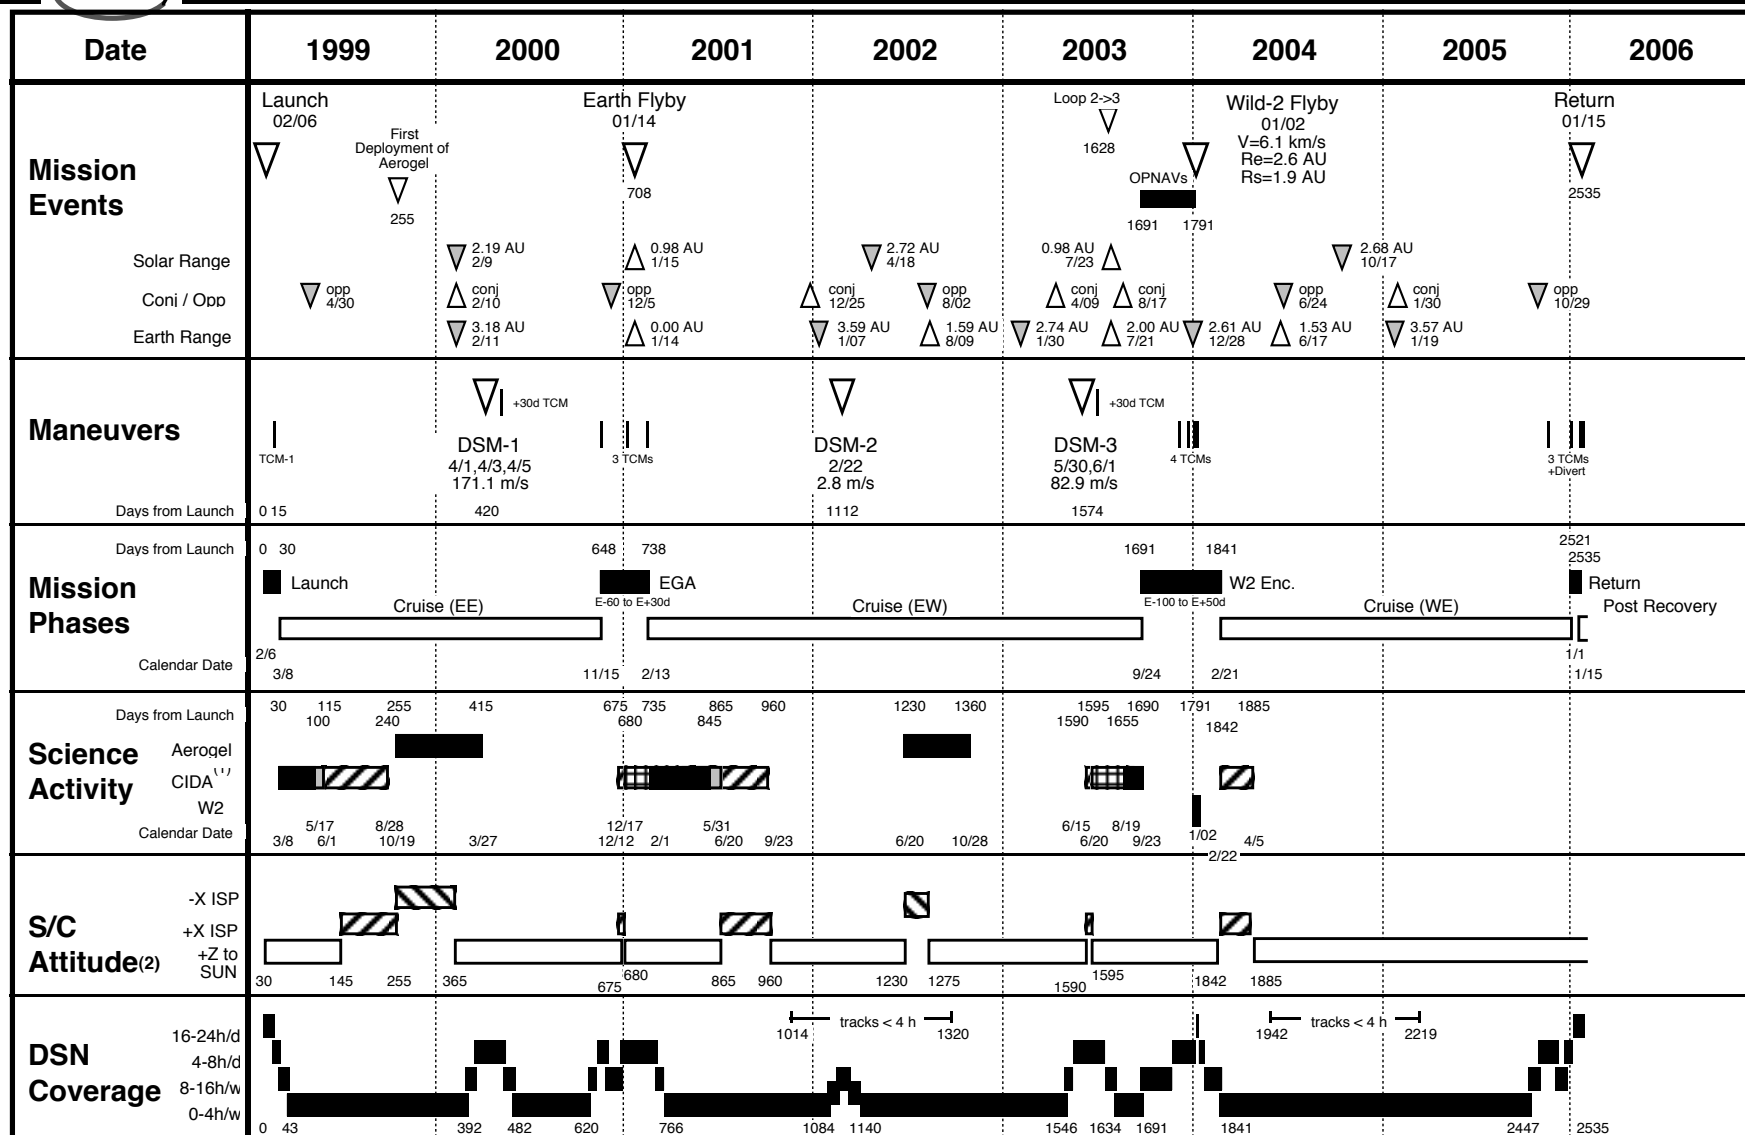 Date 1999 2000 2001 2002 2003 2004 2005 2006
Mission
Events
Launch
02/06
First
Deployment of
Aerogel
255
Earth Flyby
01/14
708
Loop 2->3
1628
OPNAVs
1691 1791
Wild-2 Flyby
01/02
V=6.1 km/s
Re=2.6 AU
Rs=1.9 AU
Return
01/15
2535
Solar Range
2.19 AU
2/9
0.98 AU
1/15
2.72 AU
4/18
0.98 AU
7/23
2.68 AU
10/17
Conj / Opp
opp
4/30
conj
2/10
opp
12/5
conj
12/25
opp
8/02
conj
4/09
conj
8/17
opp
6/24
conj
1/30
opp
10/29
Earth Range
3.18 AU
2/11
0.00 AU
1/14
3.59 AU
1/07
1.59 AU
8/09
2.74 AU
1/30
2.00 AU
7/21
2.61 AU
12/28
1.53 AU
6/17
3.57 AU
1/19
Maneuvers
TCM-1
+30d TCM
DSM-1
4/1,4/3,4/5
171.1 m/s
3 TCMs
DSM-2
2/22
2.8 m/s
+30d TCM
DSM-3
5/30,6/1
82.9 m/s
4 TCMs
3 TCMs
+Divert
Days from Launch 0 15 420 1112 1574
Days from Launch 0 30 648 738 1691 1841 2521
2535
Mission
Phases
Launch EGA W2 Enc. Return
E-60 to E+30d E-100 to E+50d
Cruise (EE) Cruise (EW) Cruise (WE) Post Recovery
Calendar Date
2/6 1/1
3/8 11/15 2/13 9/24 2/21 1/15
Days from Launch
30 115 255 415 675 735 865 960 1230 1360 1595 1690 1791 1885
100 240 680 845 1590 1655 1842
Science
Activity
Aerogel
CIDA(1)
W2
Calendar Date
5/17 8/28 12/17 5/31 6/15 8/19 1/02
3/8 6/1 10/19 3/27 12/12 2/1 6/20 9/23 6/20 10/28 6/20 9/23 4/5
2/22
S/C
Attitude(2)
-X ISP
+X ISP
+Z to
SUN
30 145 255 365 675 680 865 960 1230 1275 1590 1595 1842 1885
DSN
Coverage
16-24h/d
4-8h/d
8-16h/w
0-4h/w
tracks < 4 h
1014 1320
tracks < 4 h
1942 2219
0 43 392 482 620 766 1084 1140 1546 1634 1691 1841 2447 2535